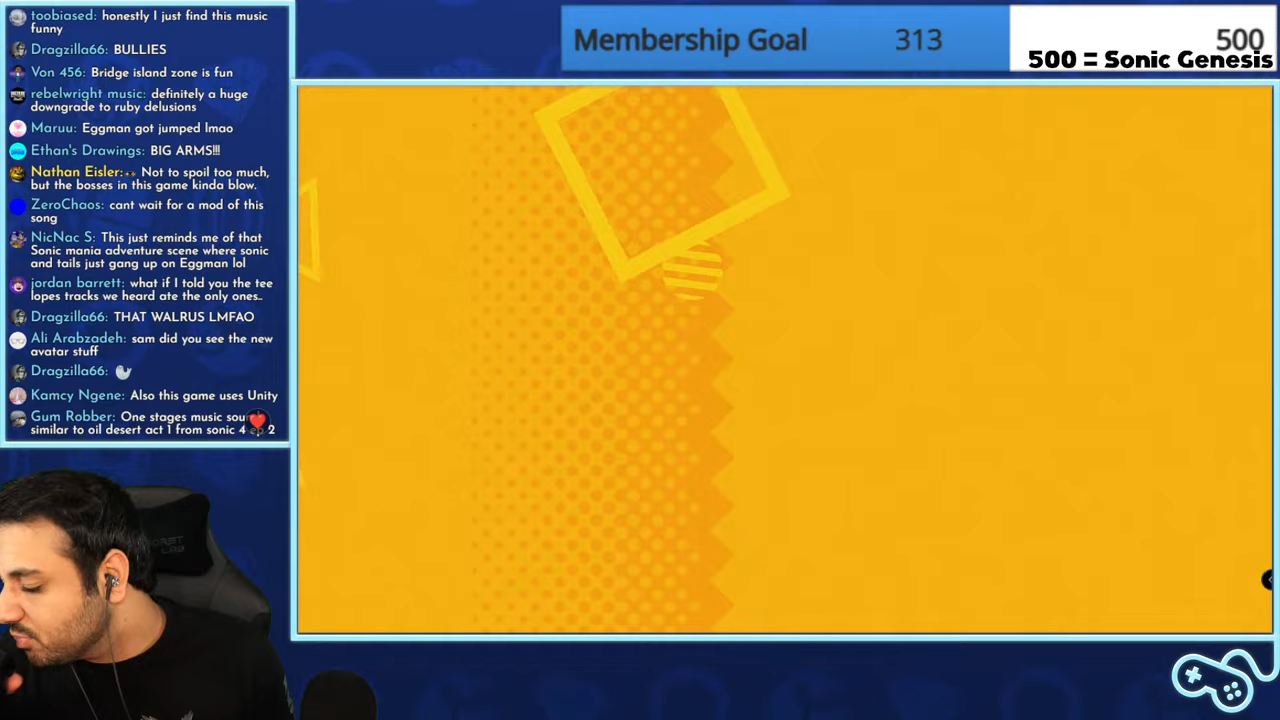 toobiased: honestly I just find this music
funny
Dragzilla66: BULLIES
Von 456: Bridge island zone is fun
rebelwright music: definitely a huge
downgrade to ruby delusions
Maruu: Eggman got jumped lmao
Ethan's Drawings: BIG ARMS!!!
Nathan Eisler: Not to spoil too much,
but the bosses in this game kinda blow.
ZeroChaos: cant wait for a mod of this
song
NicNac S: This just reminds me of that
Sonic mania adventure scene where sonic
and tails just gang up on Eggman lol
jordan barrett: what if I told you the tee
lopes tracks we heard ate the only ones..
Dragzilla66: THAT WALRUS LMFAO
Ali Arabzadeh: sam did you see the new
avatar stuff
Dragzilla66:
Kamcy Ngene: Also this game uses Unity
Gum Robber: One stages music
similar to oil desert act 1 from sonic 4 2
Membership Goal 313 500
500 = Sonic Genesis